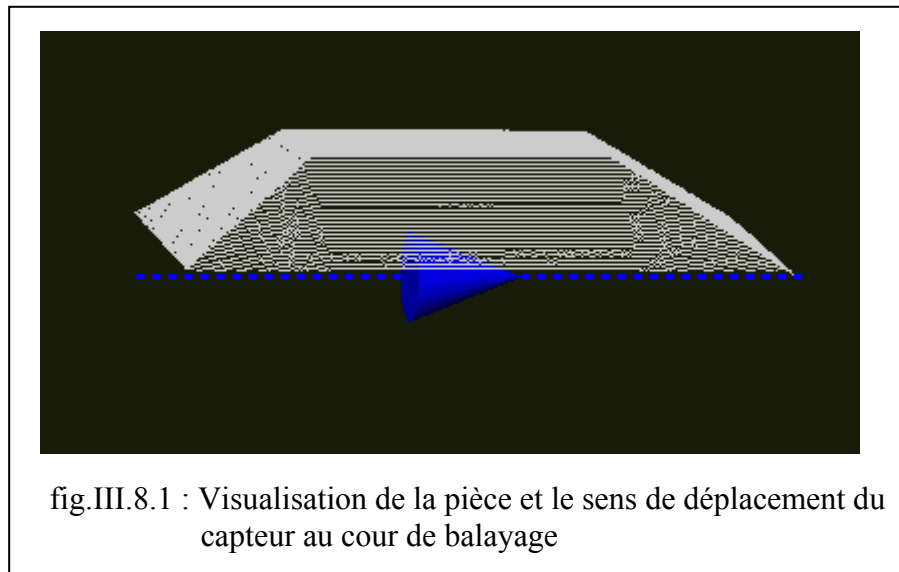 fig.III.8.1 : Visualisation de la pièce et le sens de déplacement du
capteur au cour de balayage